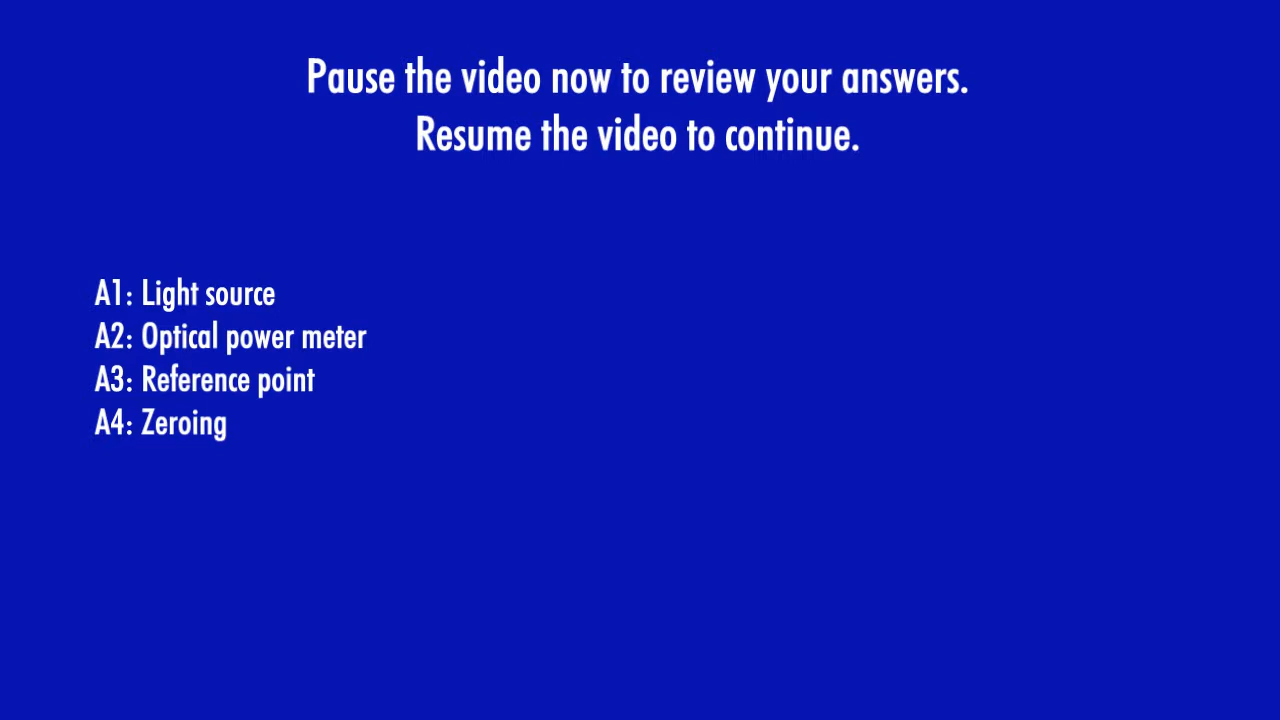 Pause the video now to review your answers.
Resume the video to continue.
A1: Light source
A2: Optical power meter
A3: Reference point
A4: Zeroing